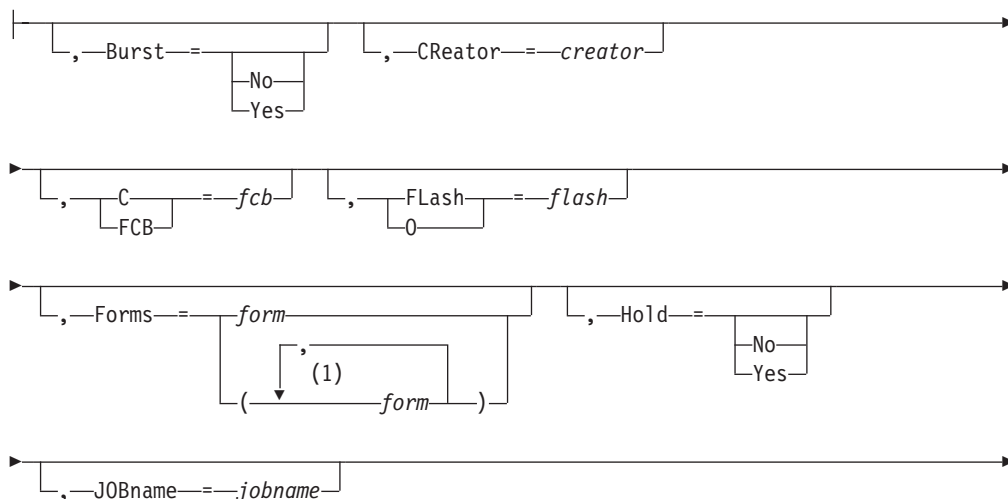 , Burst = , CReator = creator
No
Yes
, C = fcb , FLash = flash
FCB O
, Forms = form , Hold =
, No
(1) Yes
( form )
, JOBname = jobname